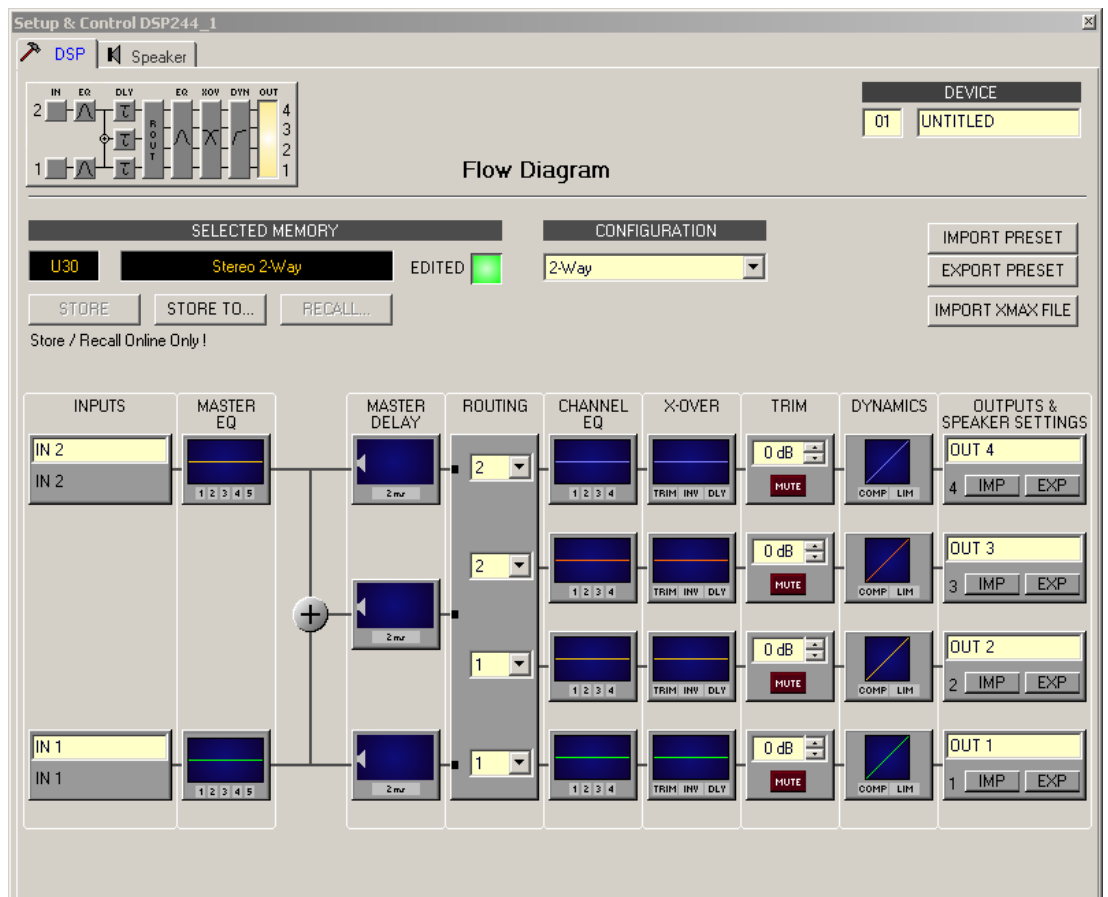 Setup & Control DSP244_1
DSP
Speaker
IN EQ DLY EQ XOV DYN OUT
2 τ 4
τ ROUT 3
2
1 τ 1
DEVICE
01 UNTITLED
Flow Diagram
SELECTED MEMORY
CONFIGURATION
IMPORT PRESET
U30 Stereo 2-Way EDITED
2-Way
EXPORT PRESET
STORE STORE TO... RECALL...
IMPORT XMAX FILE
Store / Recall Online Only !
INPUTS
MASTER
EQ
MASTER
DELAY
ROUTING
CHANNEL
EQ
X-OVER
TRIM
DYNAMICS
OUTPUTS &
SPEAKER SETTINGS
IN 2
IN 2
1 2 3 4 5
2 ms
2
1 2 3 4
TRIM INV DLY
0 dB
MUTE
COMP LIM
OUT 4
4 IMP EXP
2
1 2 3 4
TRIM INV DLY
0 dB
MUTE
COMP LIM
OUT 3
3 IMP EXP
+
2 ms
1
1 2 3 4
TRIM INV DLY
0 dB
MUTE
COMP LIM
OUT 2
2 IMP EXP
IN 1
IN 1
1 2 3 4 5
2 ms
1
1 2 3 4
TRIM INV DLY
0 dB
MUTE
COMP LIM
OUT 1
1 IMP EXP